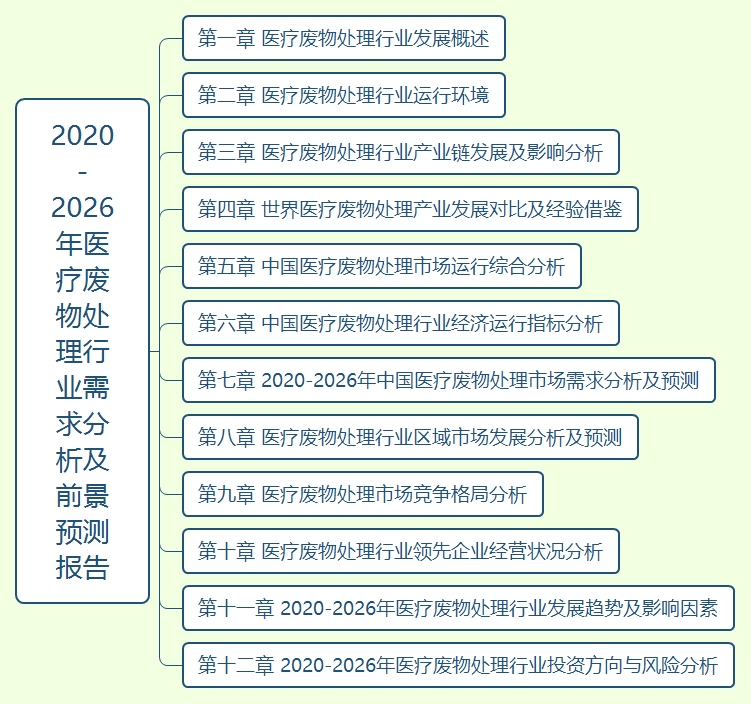 2020
-
2026
年医
疗废
物处
理行
业需
求分
析及
前景
预测
报告
第一章 医疗废物处理行业发展概述
第二章 医疗废物处理行业运行环境
第三章 医疗废物处理行业产业链发展及影响分析
第四章 世界医疗废物处理产业发展对比及经验借鉴
第五章 中国医疗废物处理市场运行综合分析
第六章 中国医疗废物处理行业经济运行指标分析
第七章 2020-2026年中国医疗废物处理市场需求分析及预测
第八章 医疗废物处理行业区域市场发展分析及预测
第九章 医疗废物处理市场竞争格局分析
第十章 医疗废物处理行业领先企业经营状况分析
第十一章 2020-2026年医疗废物处理行业发展趋势及影响因素
第十二章 2020-2026年医疗废物处理行业投资方向与风险分析